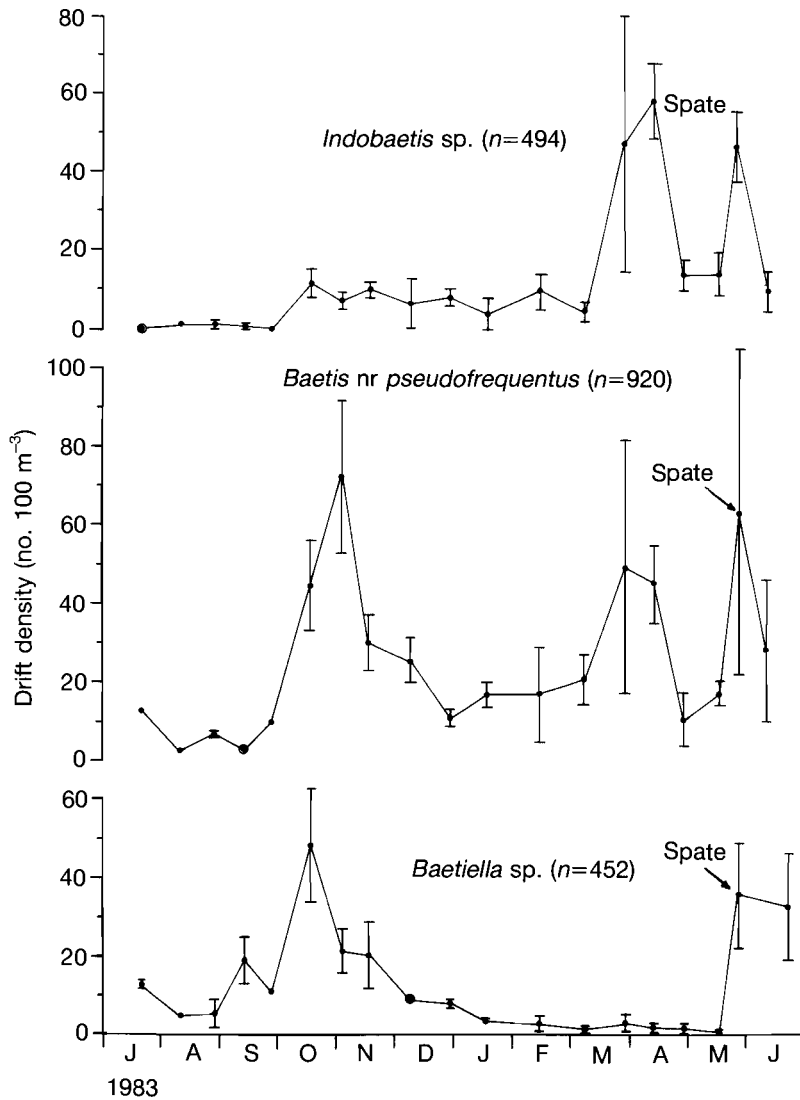 80
60
40
20
0
Indobaetis sp. (n=494)
Spate
100
80
60
40
20
0
Baetis nr pseudofrequentus (n=920)
Spate
Drift density (no. 100 m⁻³)
60
40
20
0
Baetiella sp. (n=452)
Spate
J A S O N D J F M A M J
1983